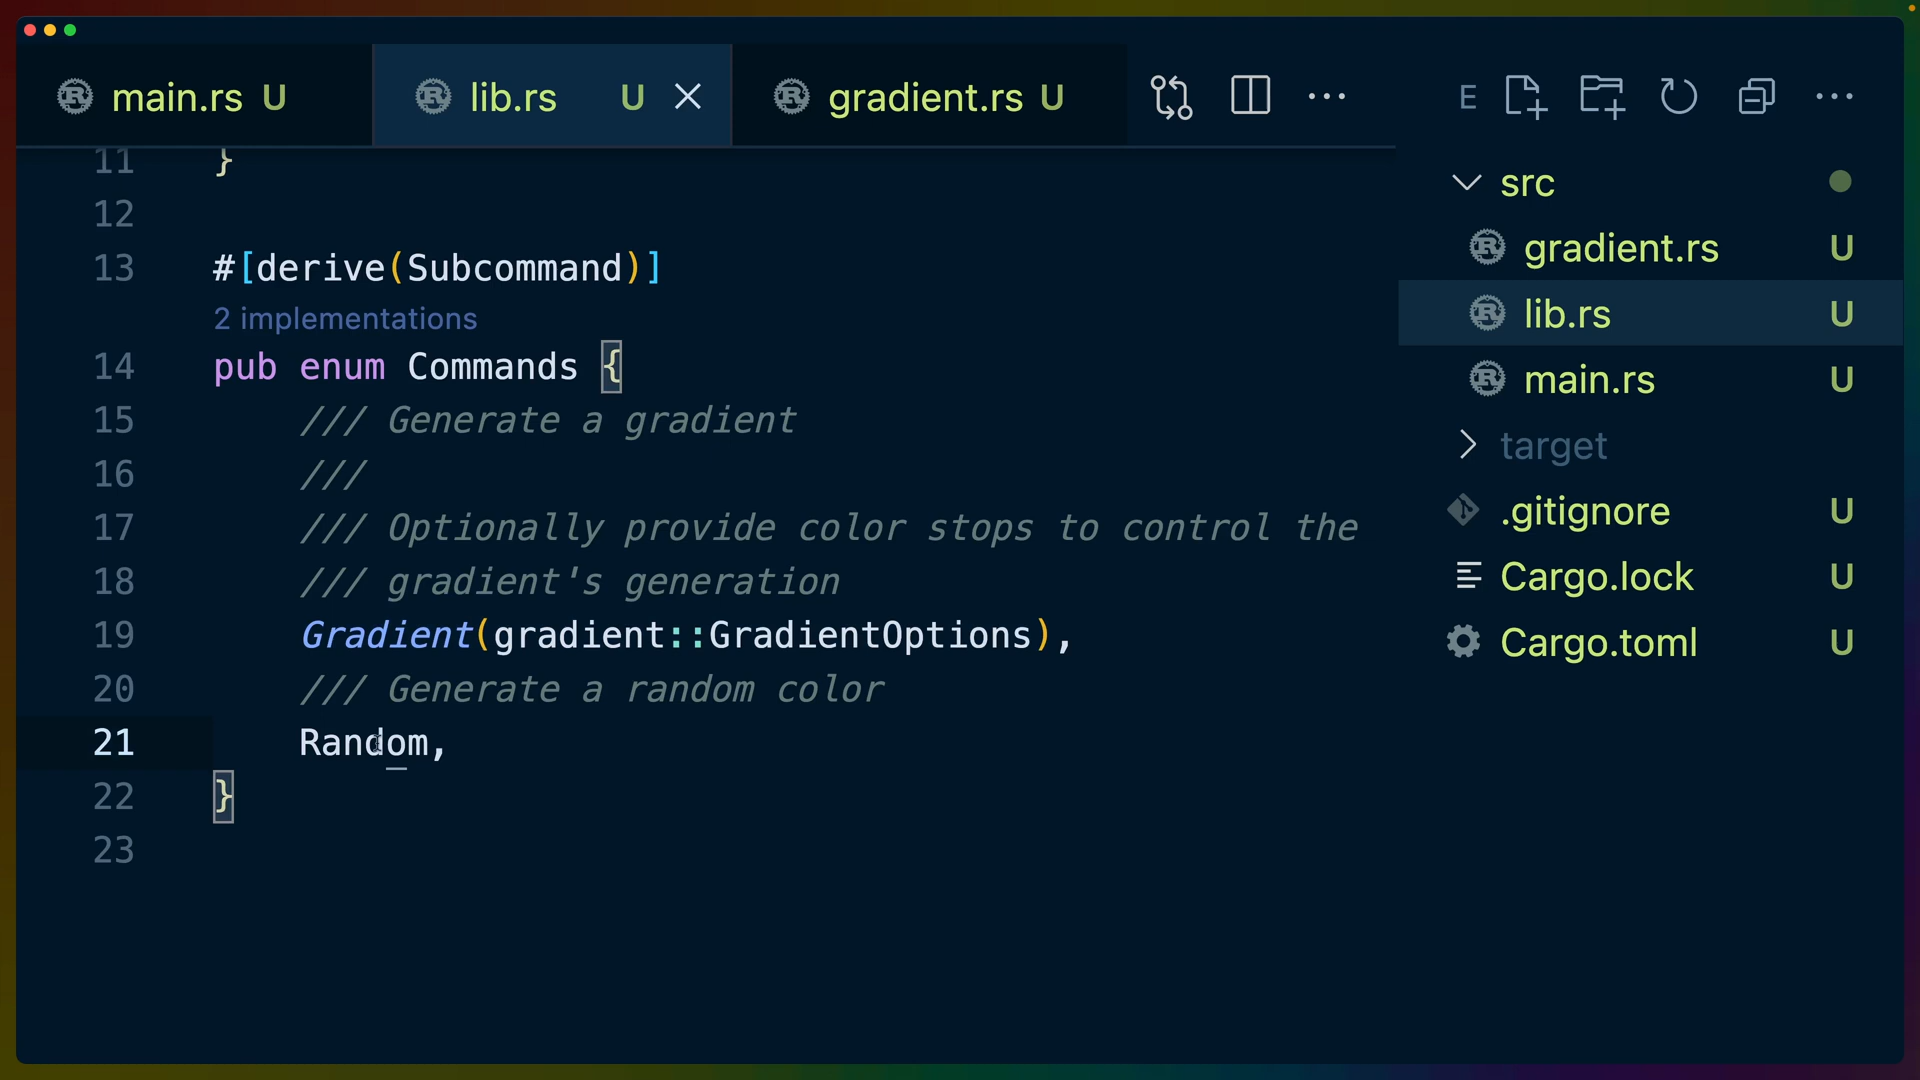 main.rs U
lib.rs U
gradient.rs U
E
11 }
12
13 #[derive(Subcommand)]
2 implementations
14 pub enum Commands {
15 /// Generate a gradient
16 ///
17 /// Optionally provide color stops to control the
18 /// gradient's generation
19 Gradient(gradient::GradientOptions),
20 /// Generate a random color
21 Random,
22 }
23
src
gradient.rs U
lib.rs U
main.rs U
target
.gitignore U
Cargo.lock U
Cargo.toml U